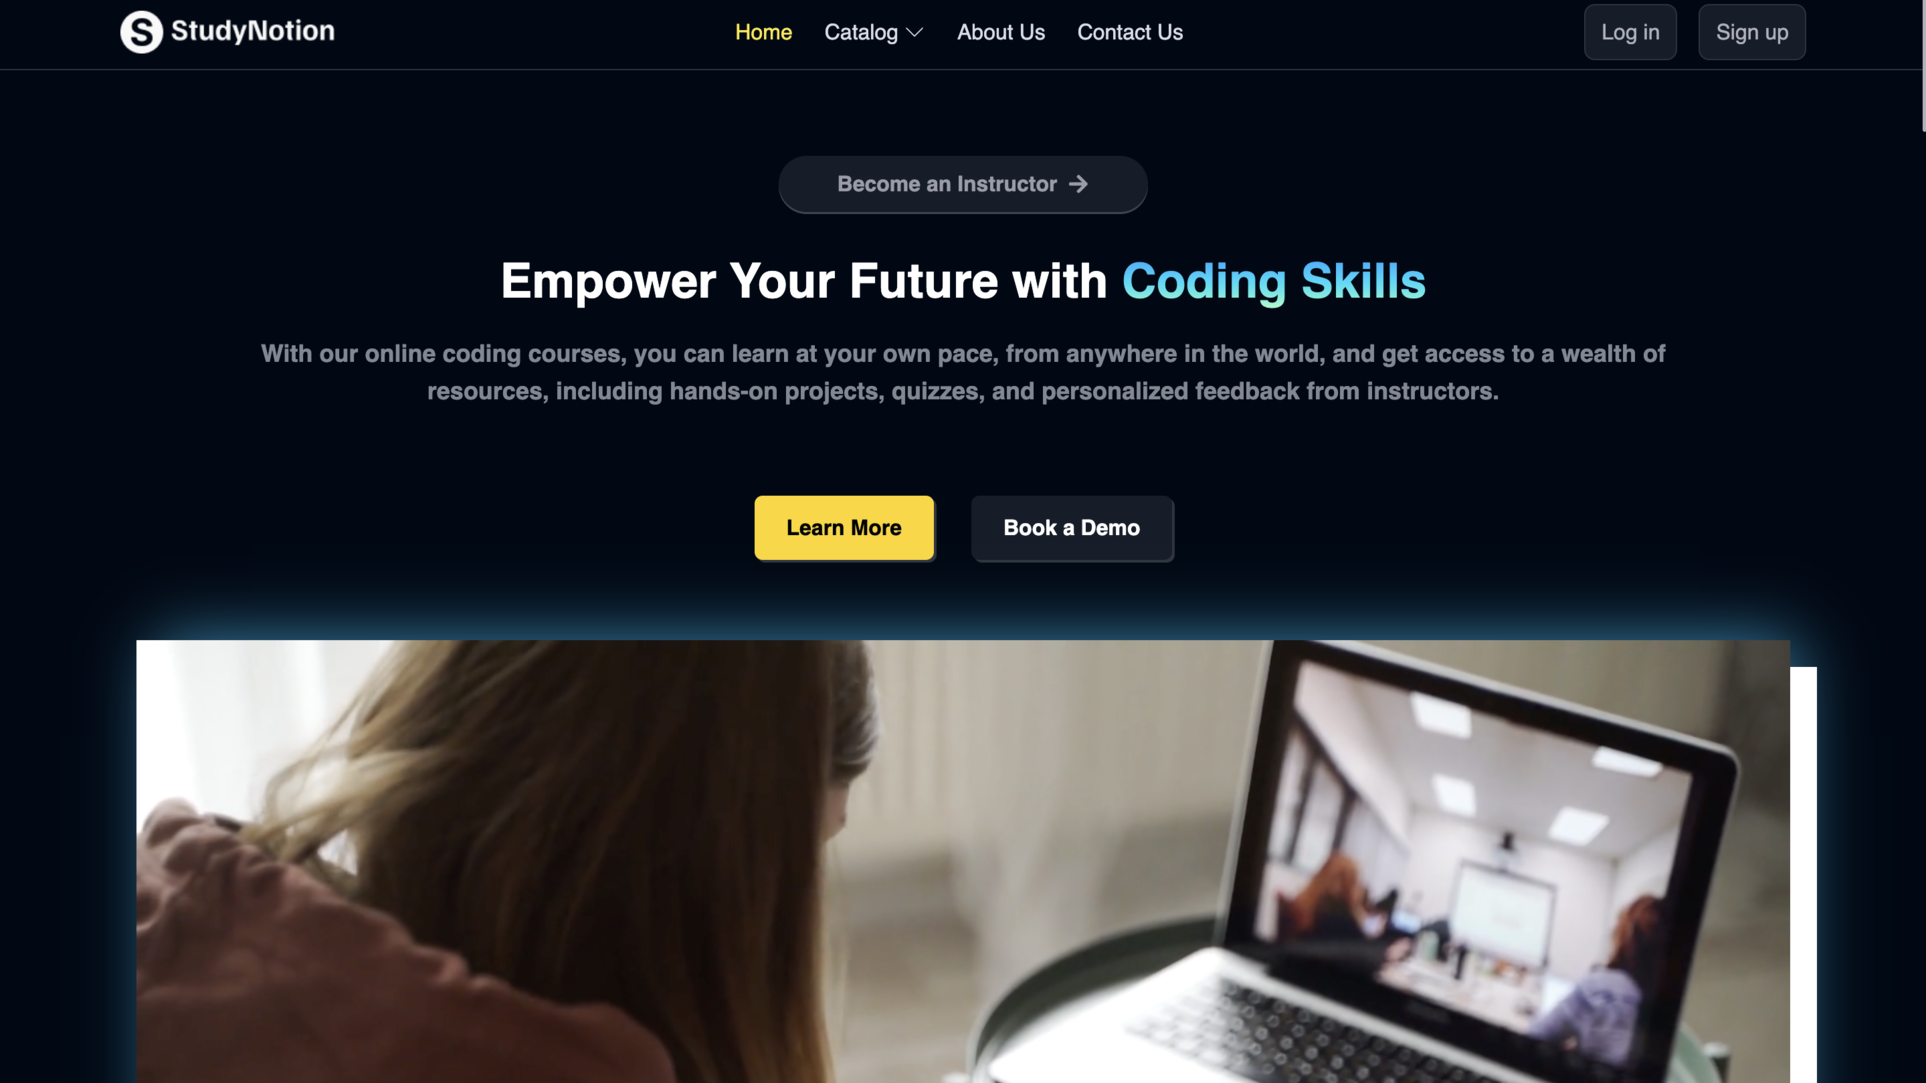 S StudyNotion
Home Catalog About Us Contact Us
Log in Sign up
Become an Instructor →
Empower Your Future with Coding Skills
With our online coding courses, you can learn at your own pace, from anywhere in the world, and get access to a wealth of
resources, including hands-on projects, quizzes, and personalized feedback from instructors.
Learn More Book a Demo